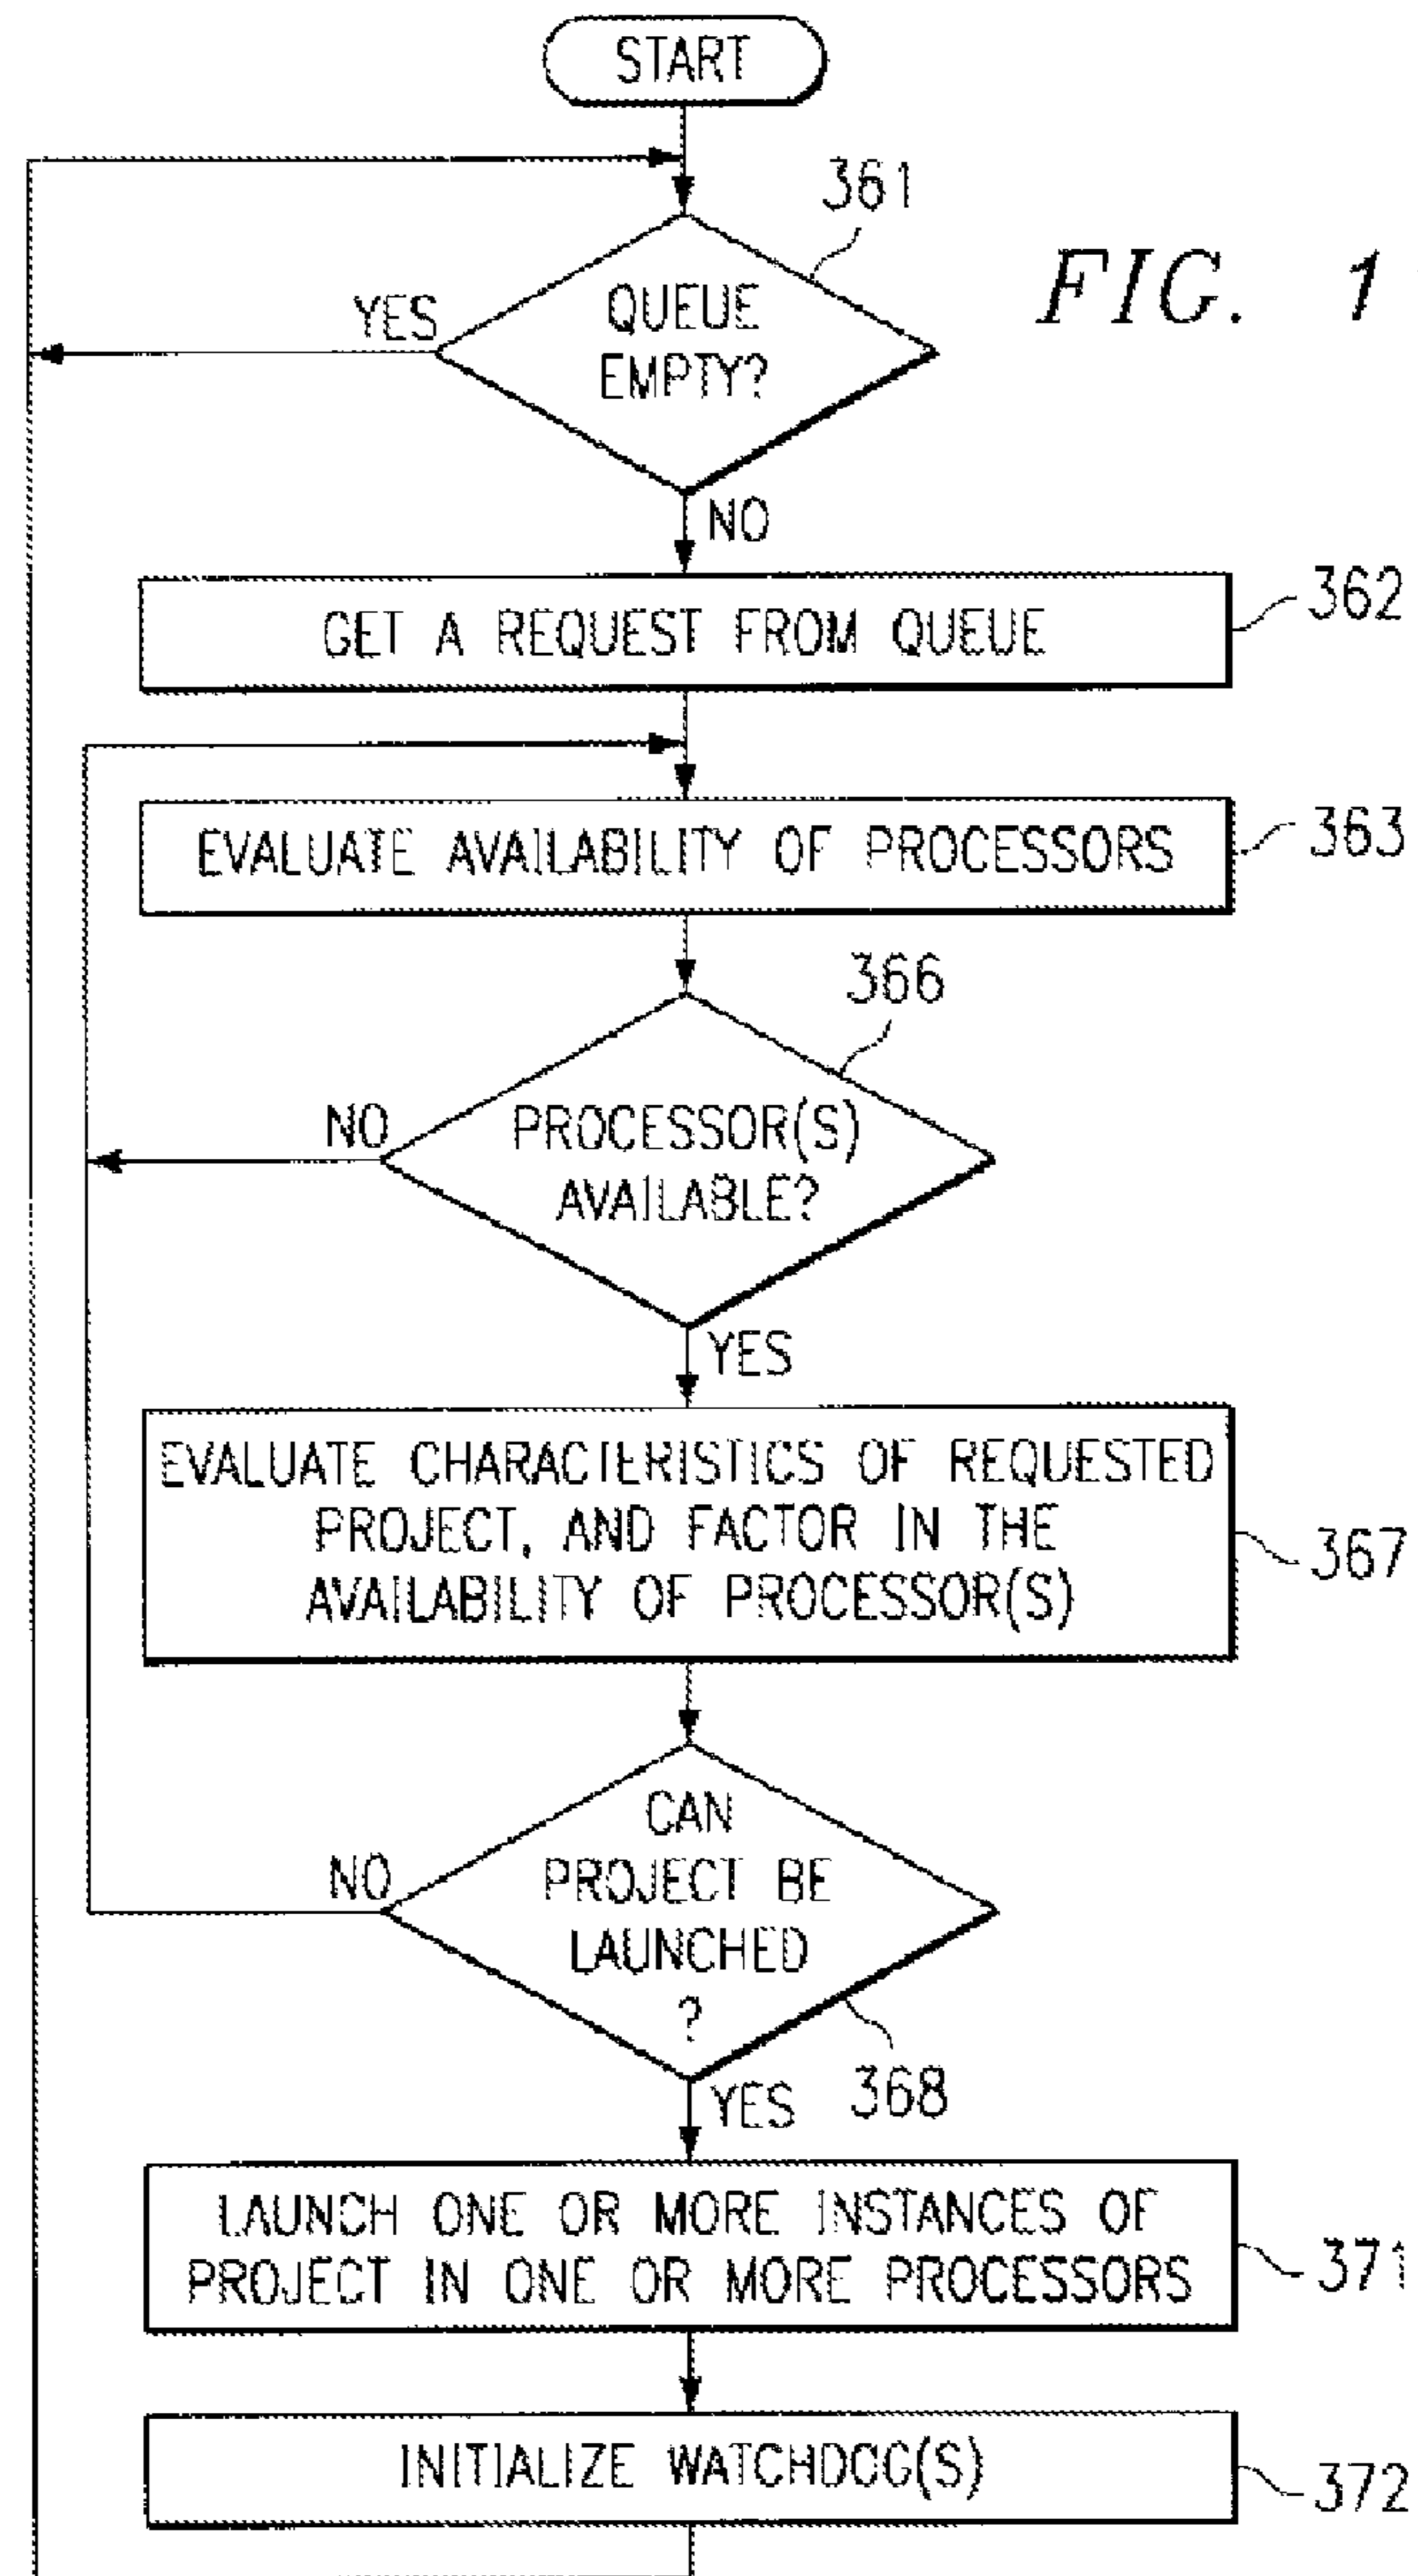 START
361
FIG. 1
YES
QUEUE
EMPTY?
NO
GET A REQUEST FROM QUEUE
362
EVALUATE AVAILABILITY OF PROCESSORS
363
366
NO
PROCESSOR(S)
AVAILABLE?
YES
EVALUATE CHARACTERISTICS OF REQUESTED
PROJECT, AND FACTOR IN THE
AVAILABILITY OF PROCESSOR(S)
367
CAN
NO
PROJECT BE
LAUNCHED
?
YES
368
LAUNCH ONE OR MORE INSTANCES OF
PROJECT IN ONE OR MORE PROCESSORS
371
INITIALIZE WATCHDOG(S)
372